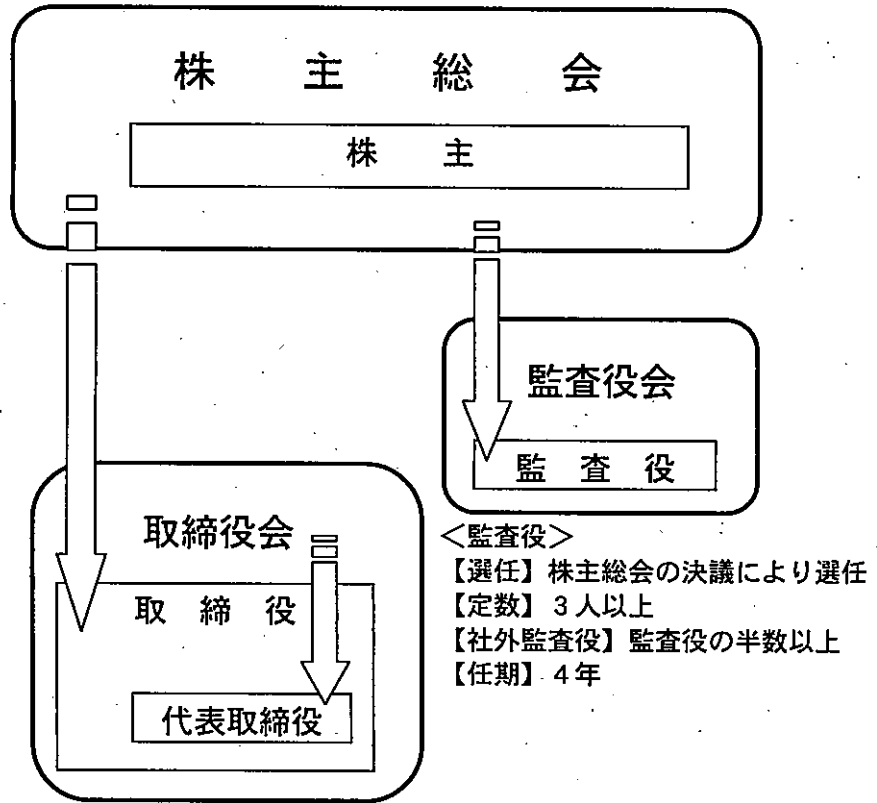 株主総会
株主
監査役会
監査役
取締役会
取締役
代表取締役
<監査役>
【選任】株主総会の決議により選任
【定数】3人以上
【社外監査役】監査役の半数以上
【任期】4年